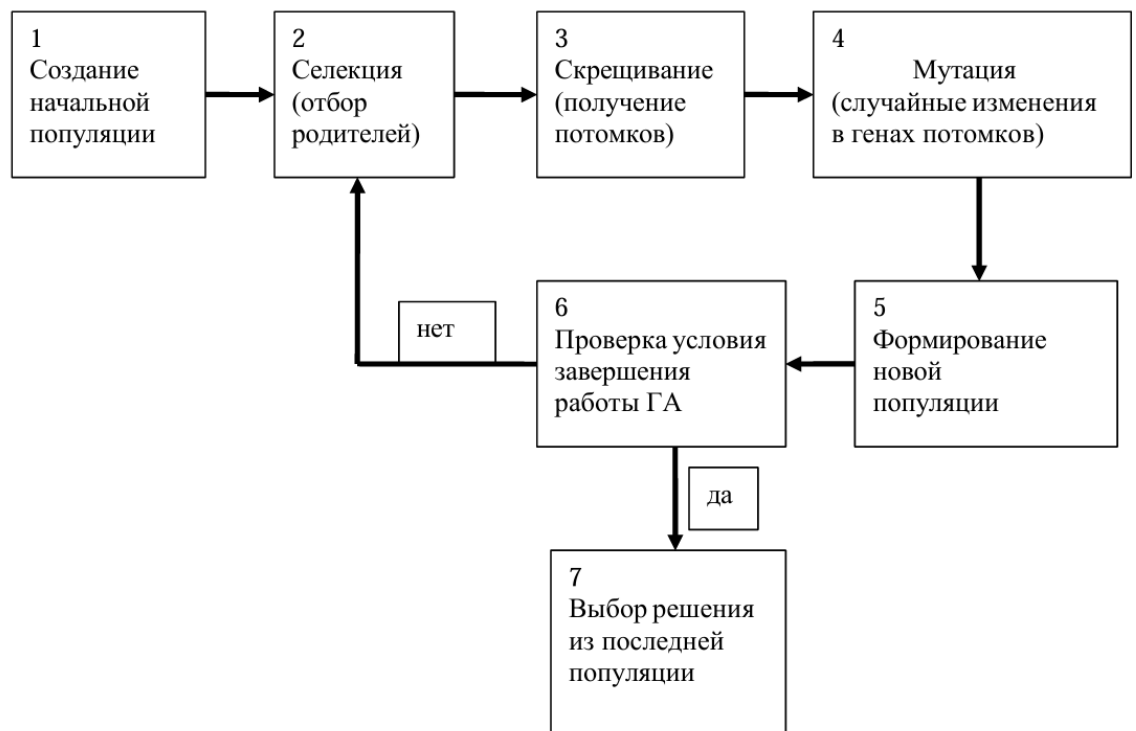 1
Создание
начальной
популяции
2
Селекция
(отбор
родителей)
3
Скрещивание
(получение
потомков)
4
Мутация
(случайные изменения
в генах потомков)
нет
6
Проверка условия
завершения
работы ГА
5
Формирование
новой
популяции
да
7
Выбор решения
из последней
популяции